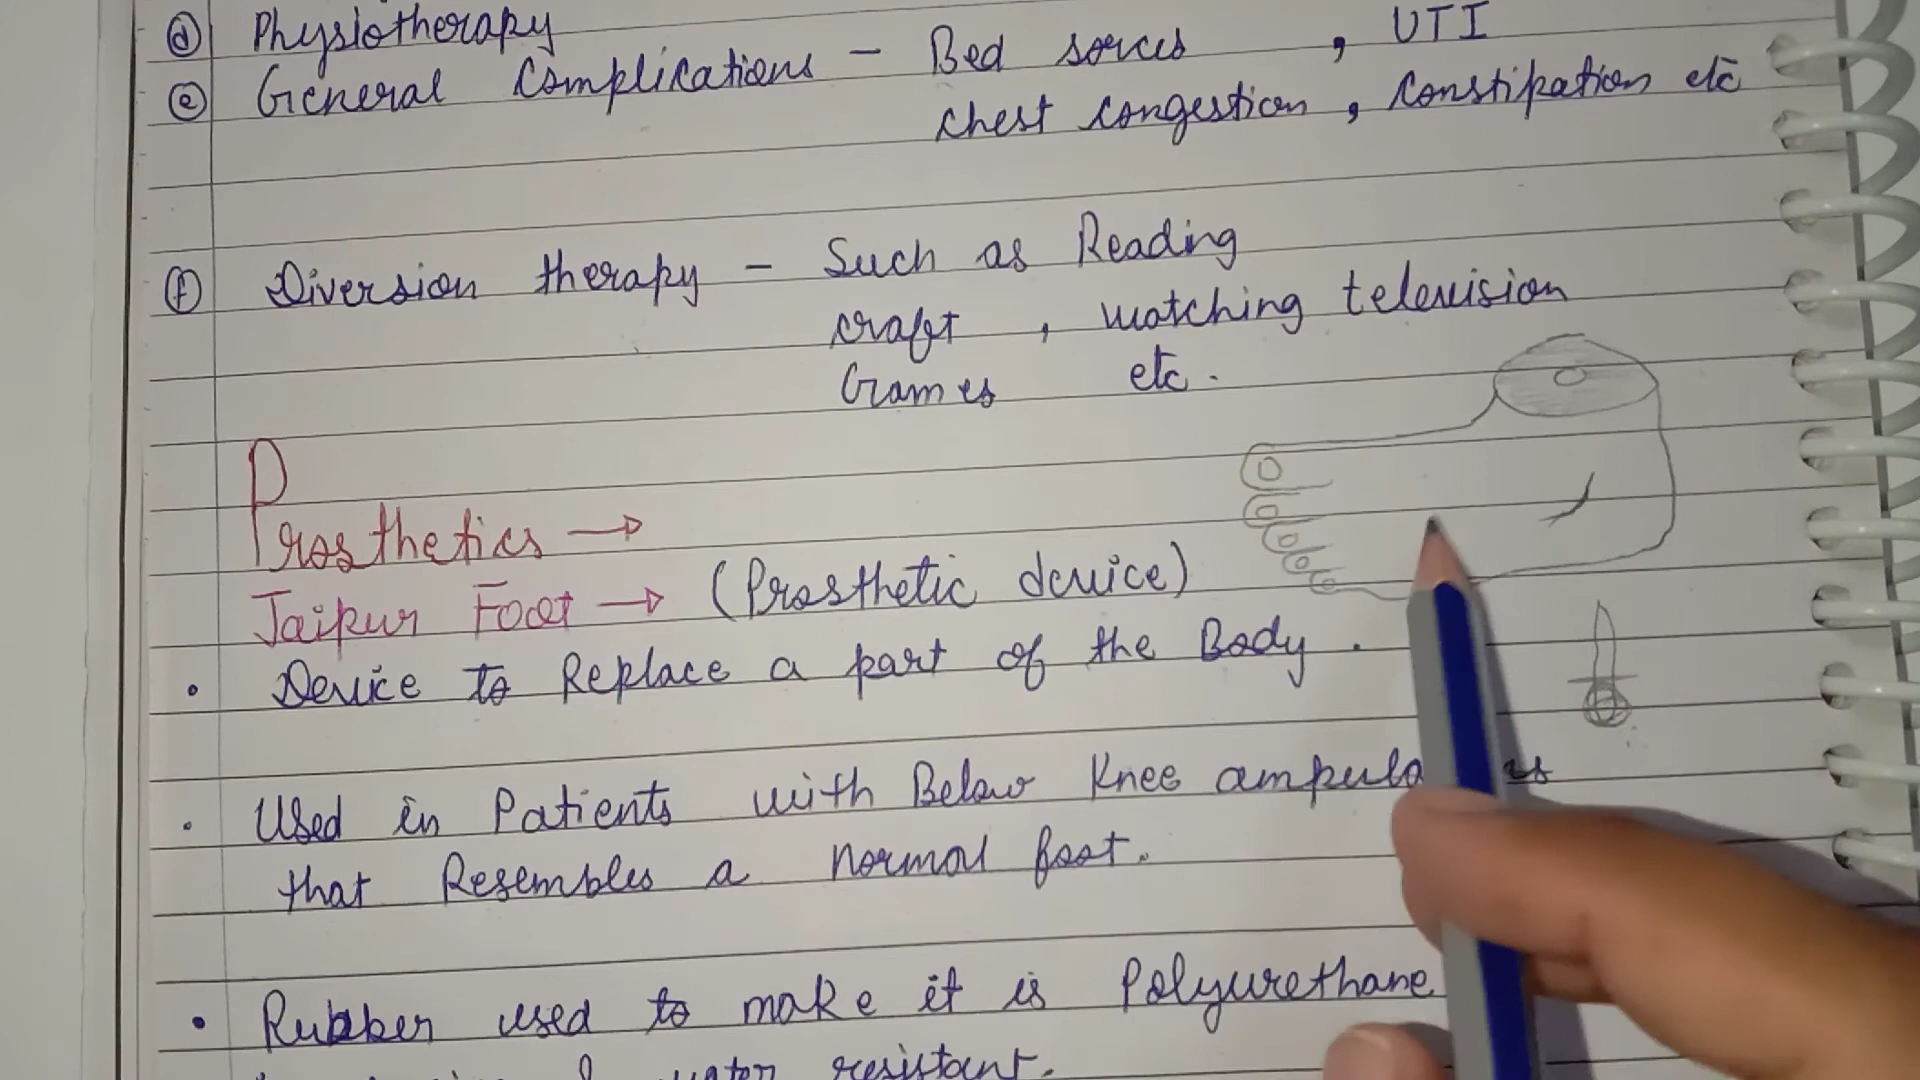 d Physiotherapy
e General Complications - Bed sores , UTI
chest congestion , constipation etc
f Diversion therapy - Such as Reading
craft , watching television
Games etc.
Prosthetics →
Jaipur Foot → (Prosthetic device)
• Device to Replace a part of the Body .
• Used in Patients with Below Knee
that Resembles a normal foot.
• Rubber used to make it is Polyurethane
water resistant.